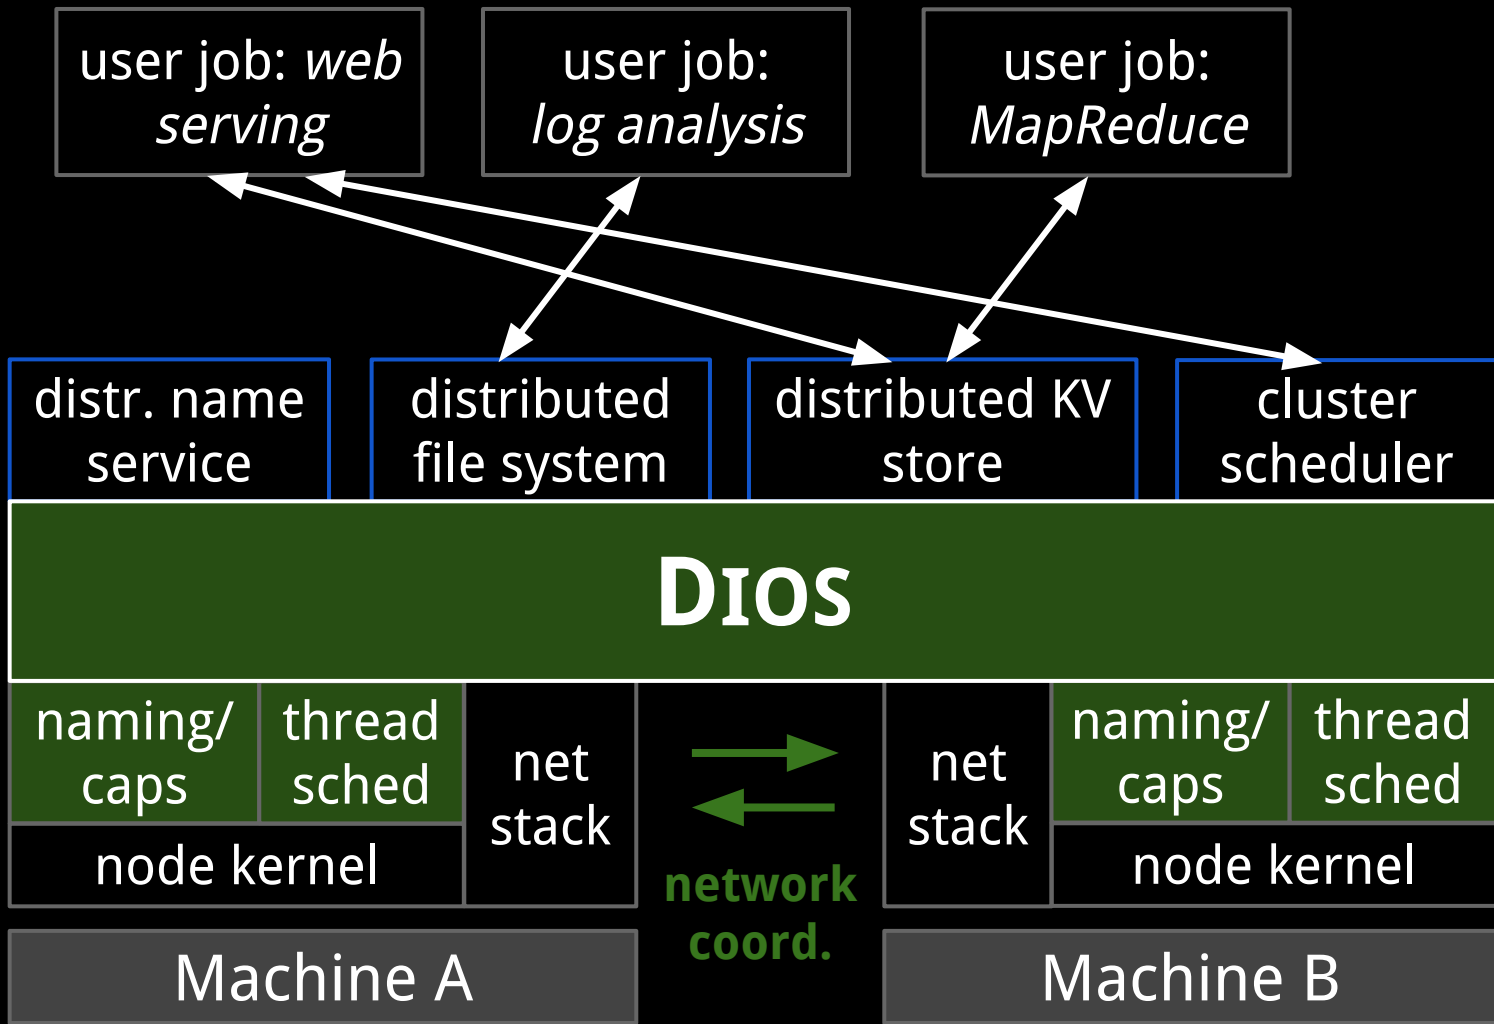 user job: web
serving
user job:
log analysis
user job:
MapReduce
distr. name
service
distributed
file system
distributed KV
store
cluster
scheduler
DIOS
naming/
caps
thread
sched
net
stack
node kernel
Machine A
network
coord.
net
stack
naming/
caps
thread
sched
node kernel
Machine B